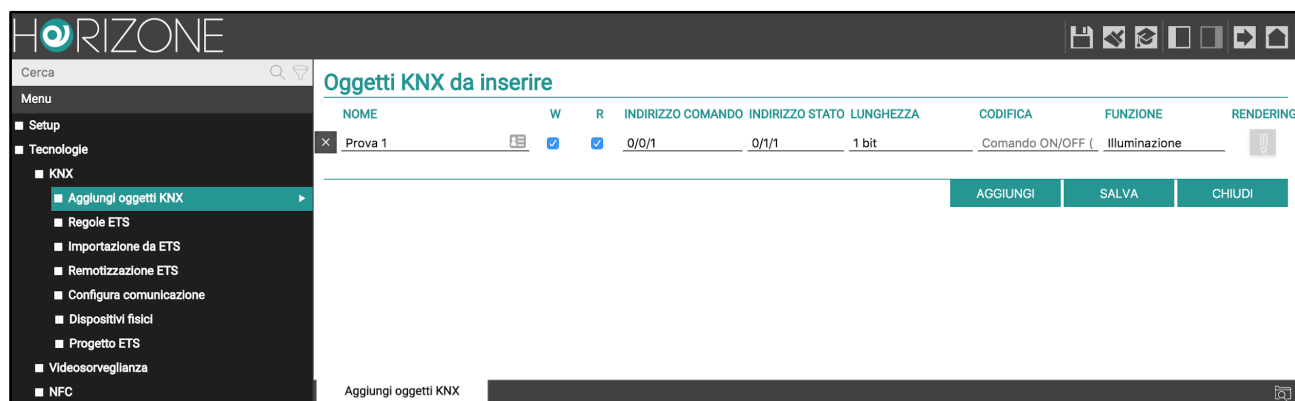 HORIZONE
Cerca
Menu
Setup
Tecnologie
KNX
Aggiungi oggetti KNX
Regole ETS
Importazione da ETS
Remotizzazione ETS
Configura comunicazione
Dispositivi fisici
Progetto ETS
Videosorveglianza
NFC
Oggetti KNX da inserire
NOME W R INDIRIZZO COMANDO INDIRIZZO STATO LUNGHEZZA CODIFICA FUNZIONE RENDERING
Prova 1 0/0/1 0/1/1 1 bit Comando ON/OFF ( Illuminazione
AGGIUNGI SALVA CHIUDI
Aggiungi oggetti KNX